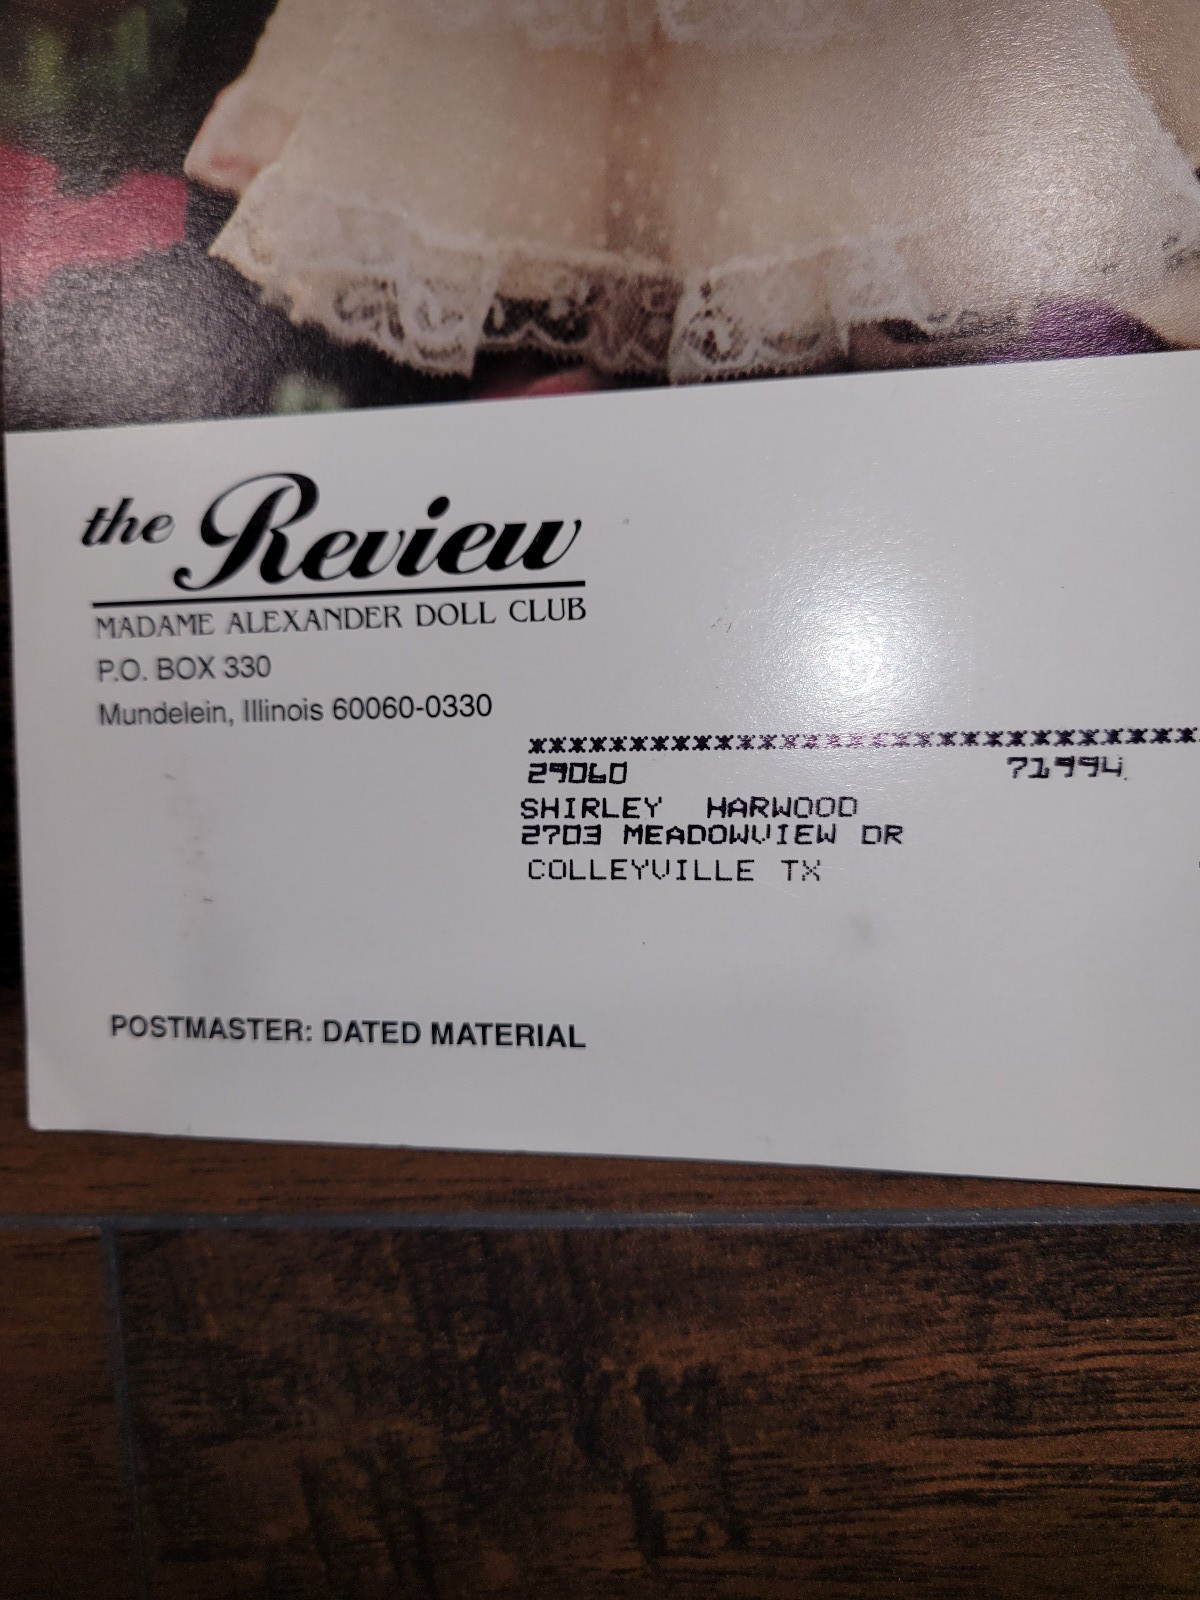 the Review
MADAME ALEXANDER DOLL CLUB
P.O. BOX 330
Mundelein, Illinois 60060-0330
****************************************
29060 71994
SHIRLEY HARWOOD
2703 MEADOWVIEW DR
COLLEYVILLE TX
POSTMASTER: DATED MATERIAL